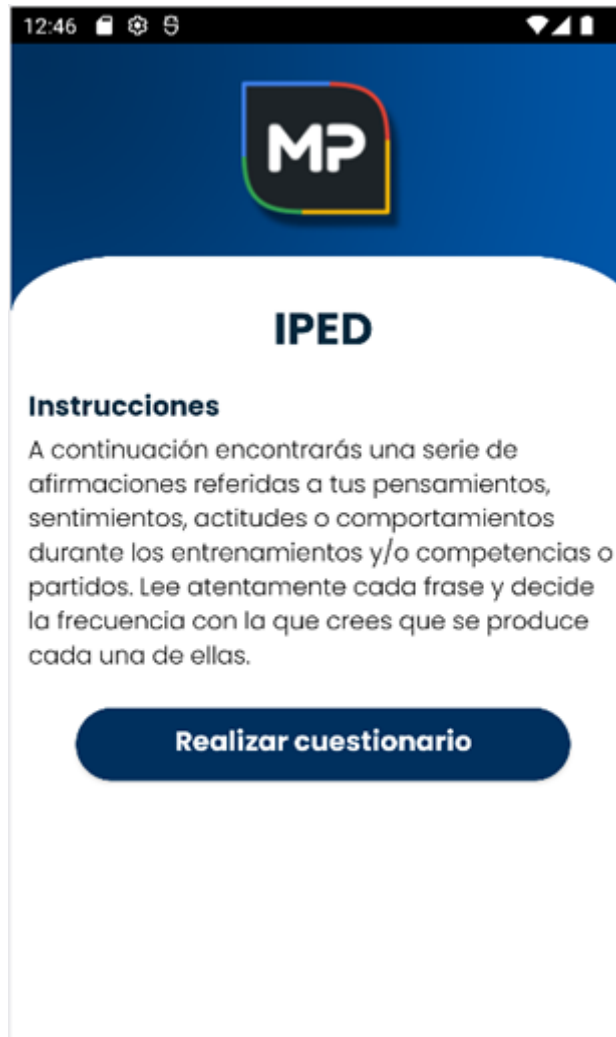 12:46
MP
IPED
Instrucciones
A continuación encontrarás una serie de
afirmaciones referidas a tus pensamientos,
sentimientos, actitudes o comportamientos
durante los entrenamientos y/o competencias o
partidos. Lee atentamente cada frase y decide
la frecuencia con la que crees que se produce
cada una de ellas.
Realizar cuestionario